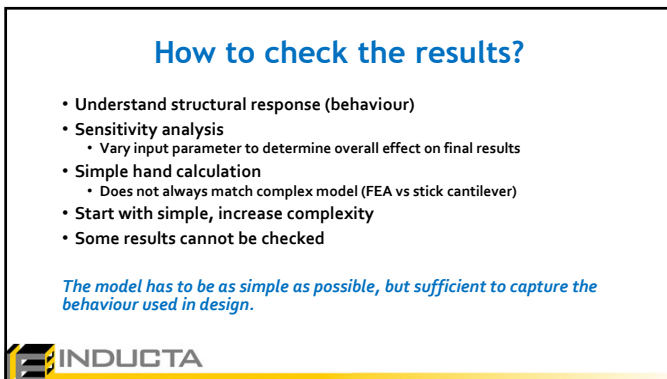 How to check the results?
• Understand structural response (behaviour)
• Sensitivity analysis
• Vary input parameter to determine overall effect on final results
• Simple hand calculation
• Does not always match complex model (FEA vs stick cantilever)
• Start with simple, increase complexity
• Some results cannot be checked
The model has to be as simple as possible, but sufficient to capture the
behaviour used in design.
INDUCTA